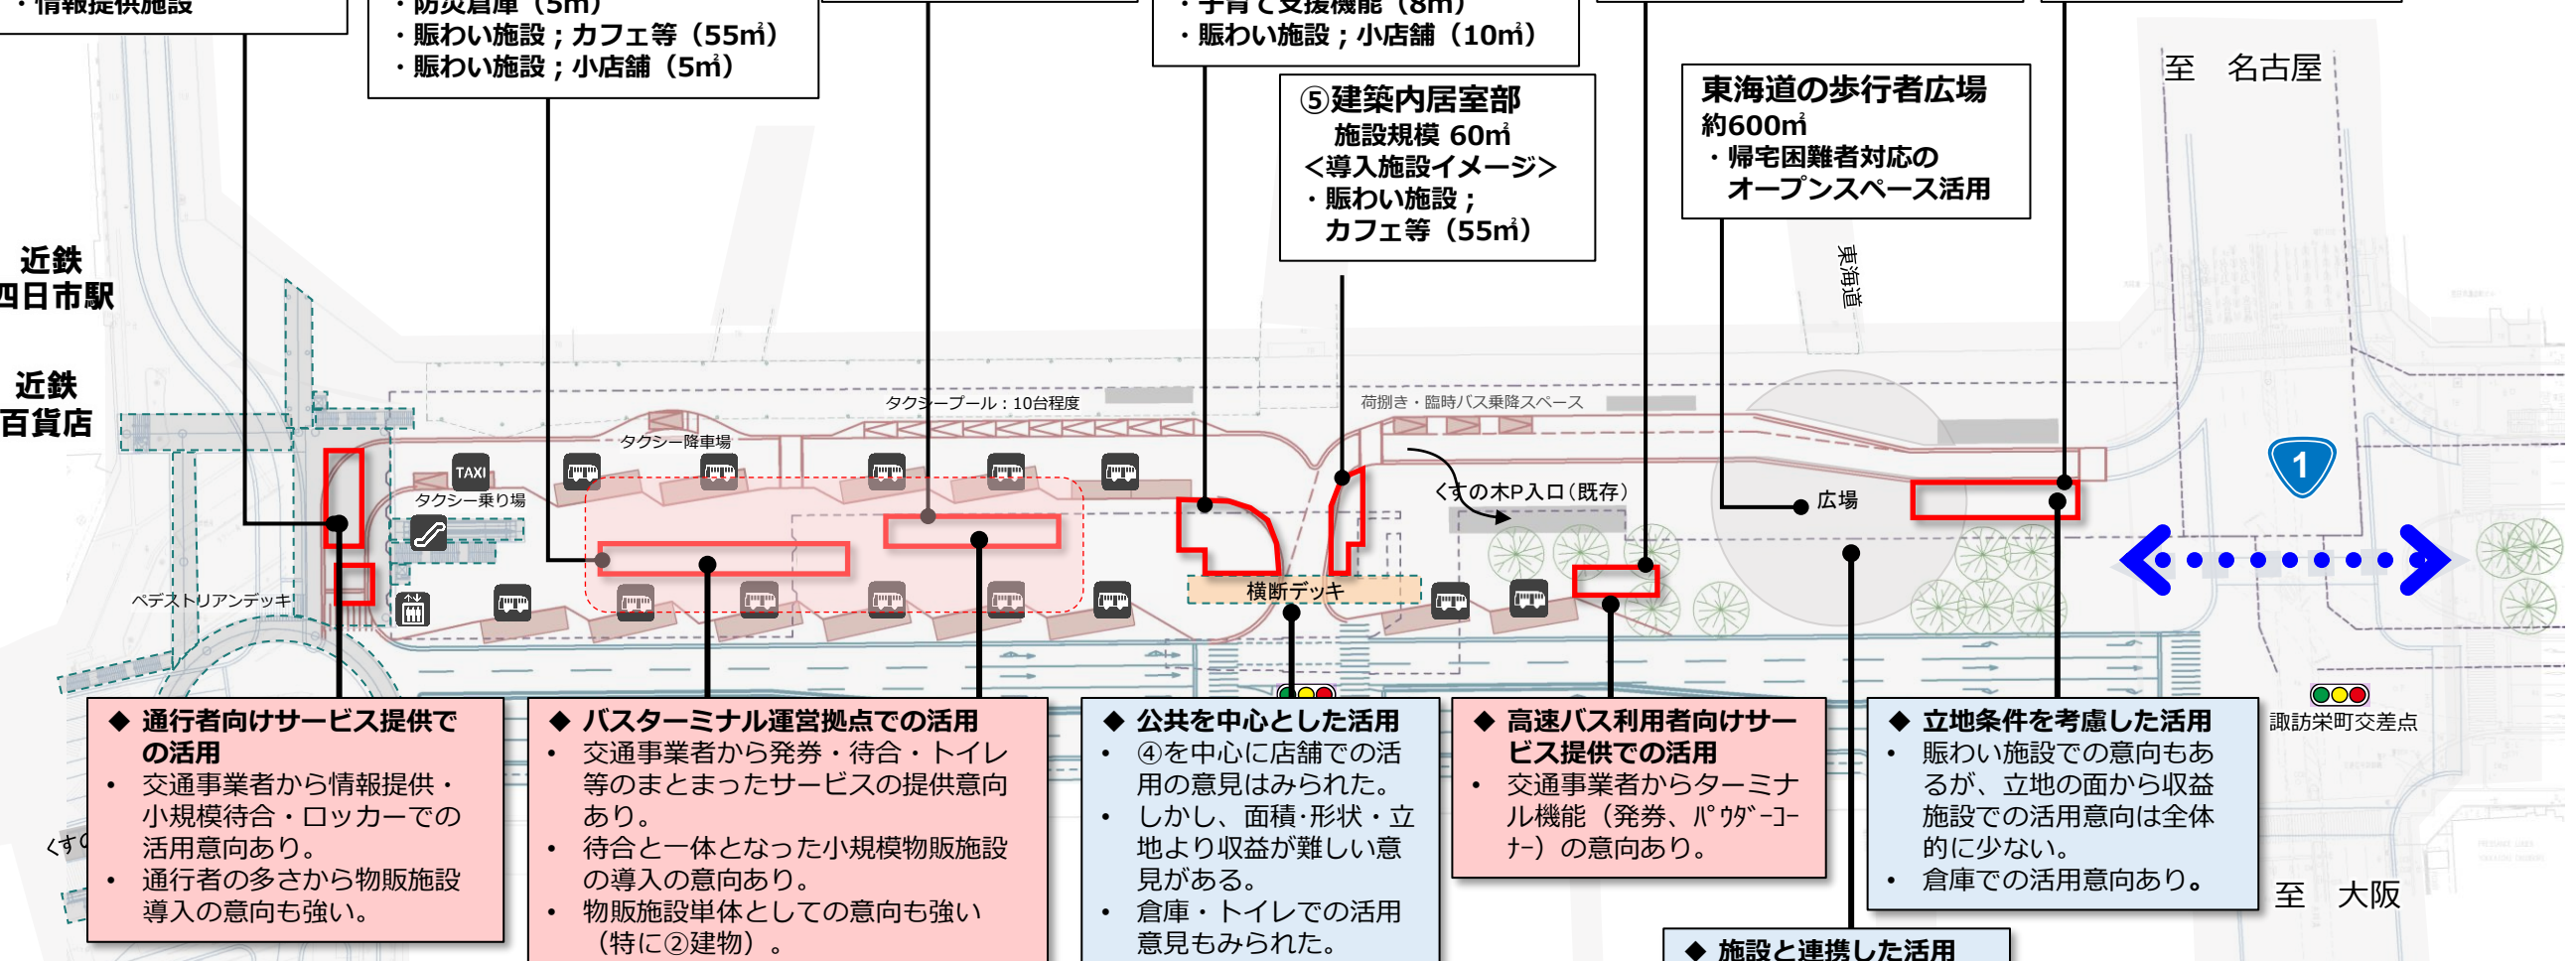 ・情報提供施設
・防災倉庫（5㎡）
・賑わい施設；カフェ等（55㎡）
・賑わい施設；小店舗（5㎡）
・子育て支援機能（8㎡）
・賑わい施設；小店舗（10㎡）
⑤建築内居室部
施設規模 60㎡
＜導入施設イメージ＞
・賑わい施設；
カフェ等（55㎡）
東海道の歩行者広場
約600㎡
・帰宅困難者対応の
オープンスペース活用
至　名古屋
近鉄
四日市駅
近鉄
百貨店
東海道
タクシープール：10台程度
荷捌き・臨時バス乗降スペース
タクシー降車場
TAXI
タクシー乗り場
くすの木P入口（既存）
広場
1
ペデストリアンデッキ
横断デッキ
諏訪栄町交差点
至　大阪
くすの
◆ 通行者向けサービス提供で
の活用
• 交通事業者から情報提供・
小規模待合・ロッカーでの
活用意向あり。
• 通行者の多さから物販施設
導入の意向も強い。
◆ バスターミナル運営拠点での活用
• 交通事業者から発券・待合・トイレ
等のまとまったサービスの提供意向
あり。
• 待合と一体となった小規模物販施設
の導入の意向あり。
• 物販施設単体としての意向も強い
（特に②建物）。
◆ 公共を中心とした活用
• ④を中心に店舗での活
用の意見はみられた。
• しかし、面積･形状・立
地より収益が難しい意
見がある。
• 倉庫・トイレでの活用
意見もみられた。
◆ 高速バス利用者向けサー
ビス提供での活用
• 交通事業者からターミナ
ル機能（発券、ﾊﾟｳﾀﾞｰｺｰ
ﾅｰ）の意向あり。
◆ 立地条件を考慮した活用
• 賑わい施設での意向もあ
るが、立地の面から収益
施設での活用意向は全体
的に少ない。
• 倉庫での活用意向あり。
◆ 施設と連携した活用